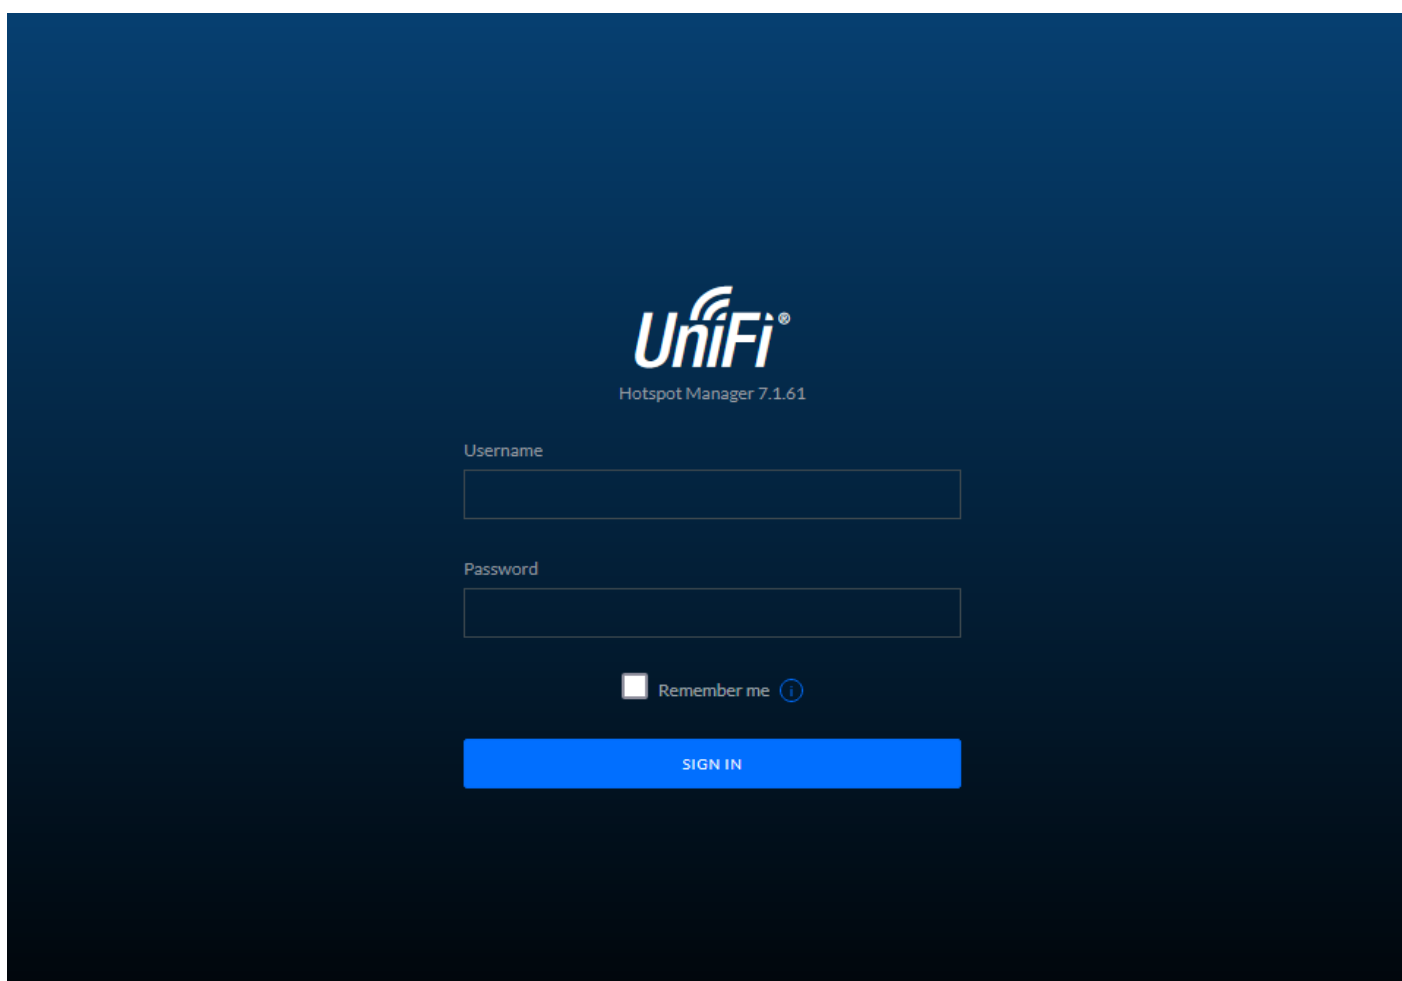 UniFi®
Hotspot Manager 7.1.61
Username
Password
Remember me i
SIGN IN